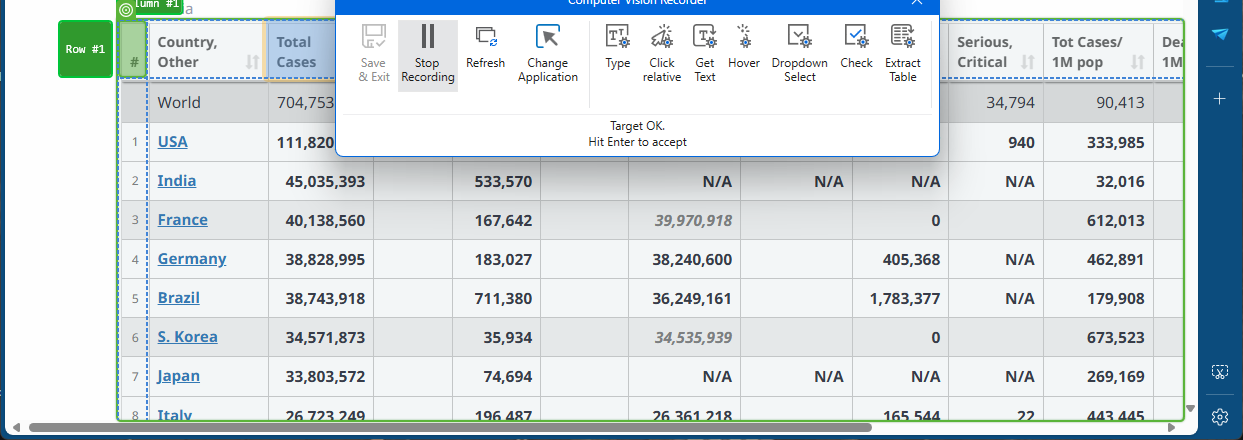 lumn #1
ia
Computer Vision Recorder
Row #1
#
Country,
Other
Total
Cases
Save
& Exit
Stop
Recording
Refresh
Change
Application
Type
Click
relative
Get
Text
Hover
Dropdown
Select
Check
Extract
Table
Serious,
Critical
Tot Cases/
1M pop
Dea
1M
Target OK.
Hit Enter to accept
World 704,753 34,794 90,413
1 USA 111,820 940 333,985
2 India 45,035,393 533,570 N/A N/A N/A N/A 32,016
3 France 40,138,560 167,642 39,970,918 0 612,013
4 Germany 38,828,995 183,027 38,240,600 405,368 N/A 462,891
5 Brazil 38,743,918 711,380 36,249,161 1,783,377 N/A 179,908
6 S. Korea 34,571,873 35,934 34,535,939 0 673,523
7 Japan 33,803,572 74,694 N/A N/A N/A N/A 269,169
8 Italy 26,723,249 196,487 26,361,218 165,544 22 443,445